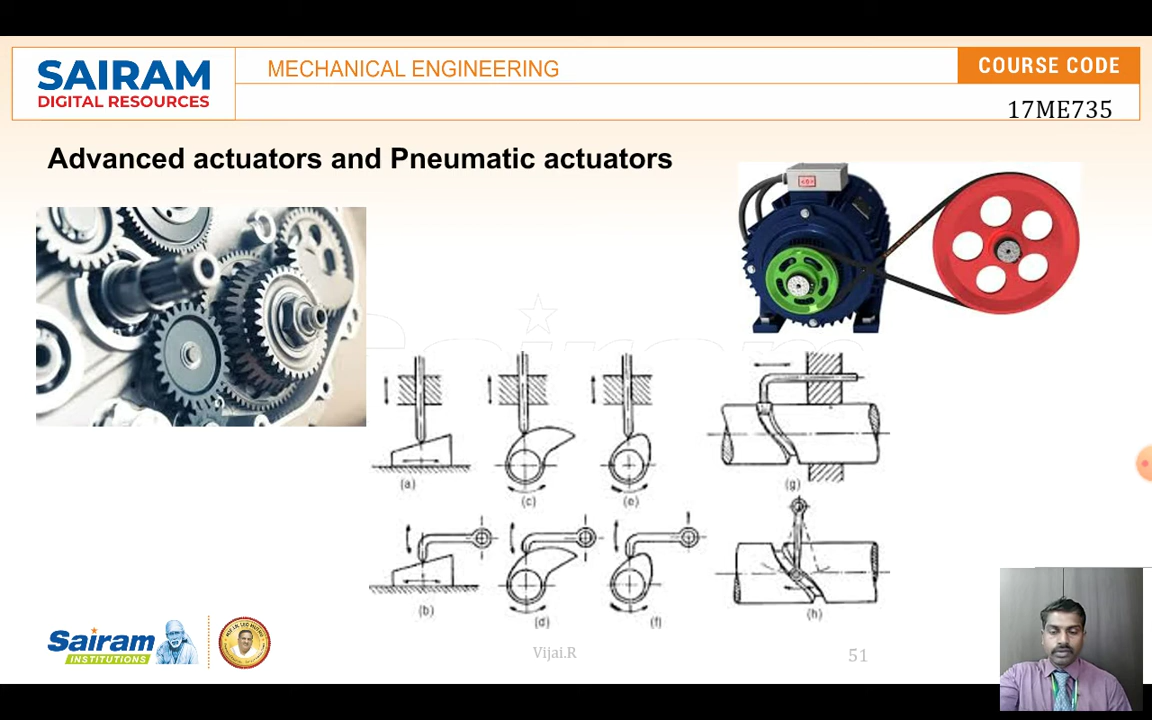 SAIRAM
DIGITAL RESOURCES
MECHANICAL ENGINEERING
COURSE CODE
17ME735
Advanced actuators and Pneumatic actuators
(a)
(c)
(e)
(g)
(b)
(d)
(f)
(h)
Sairam
INSTITUTIONS
Vijai.R
51